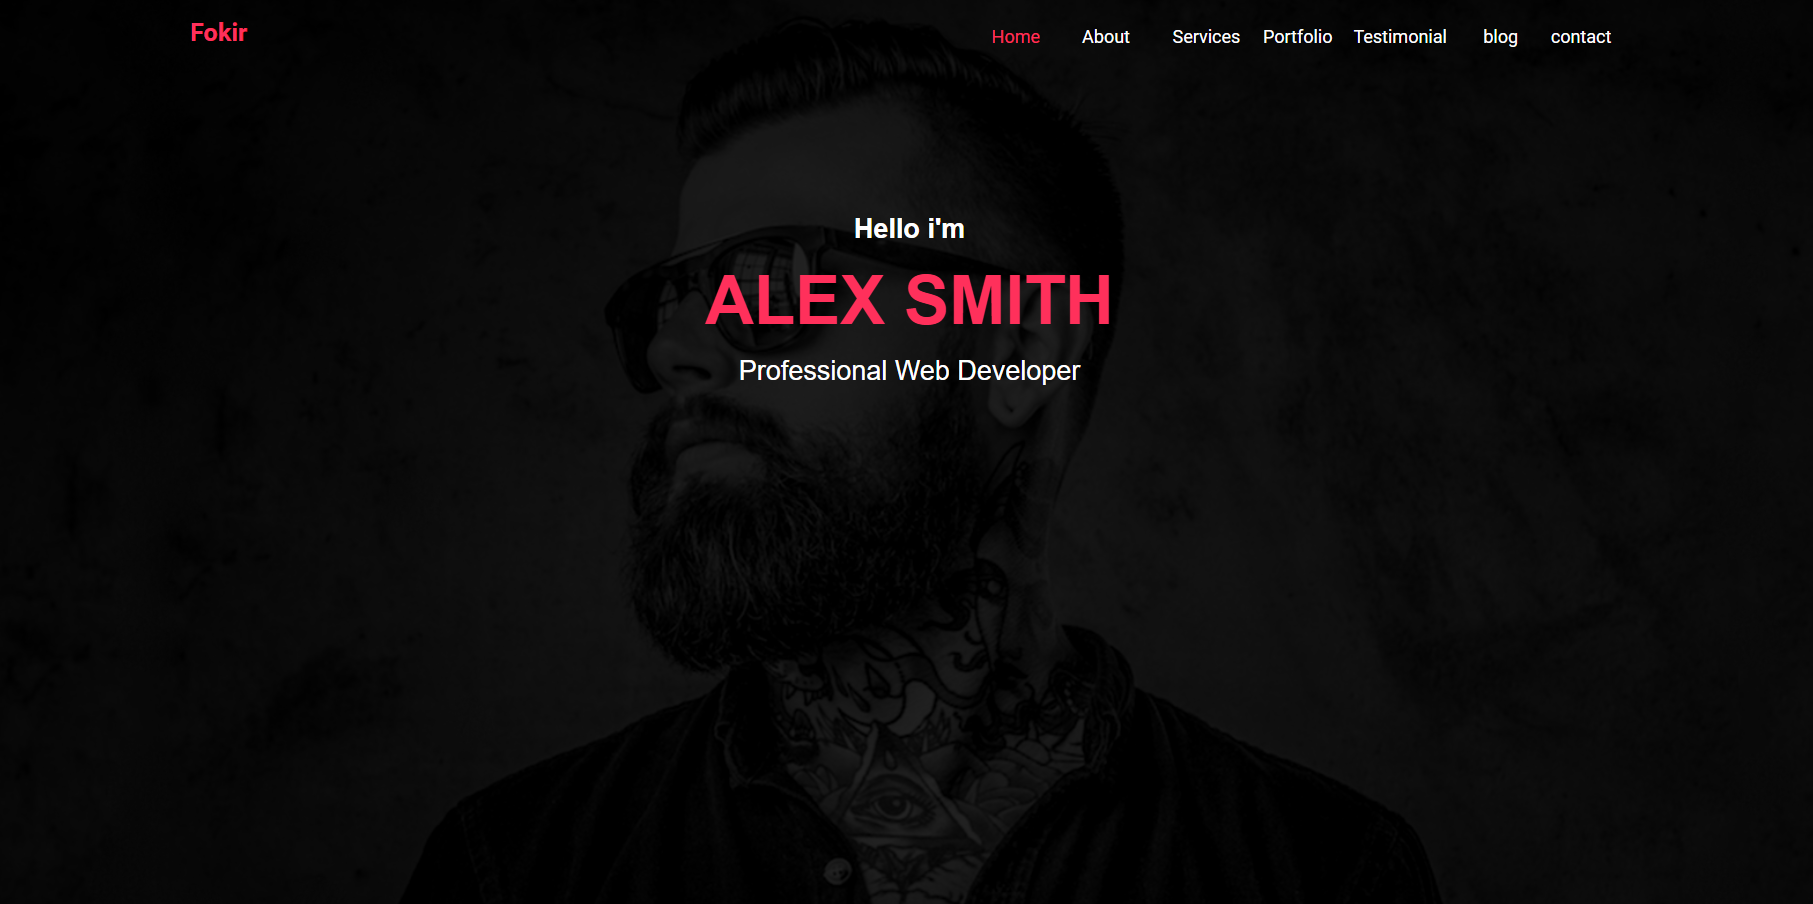 Fokir
Home About Services Portfolio Testimonial blog contact
Hello i'm
ALEX SMITH
Professional Web Developer